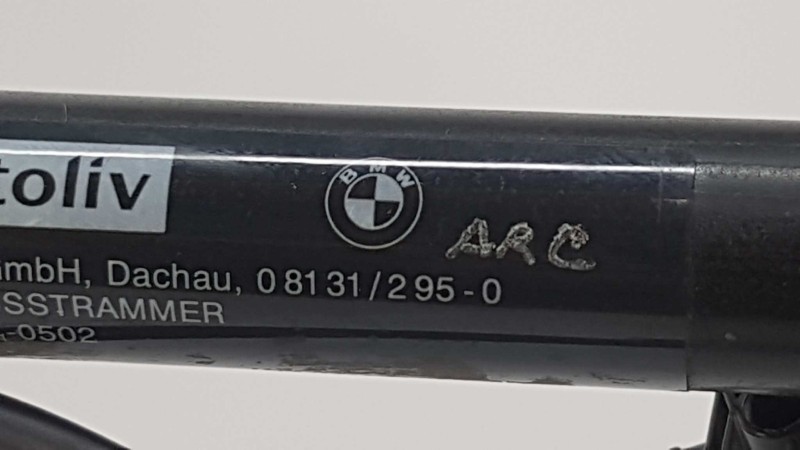 toliv
BMW
ARC
mbH, Dachau, 08131/295-0
SSTRAMMER
-0502